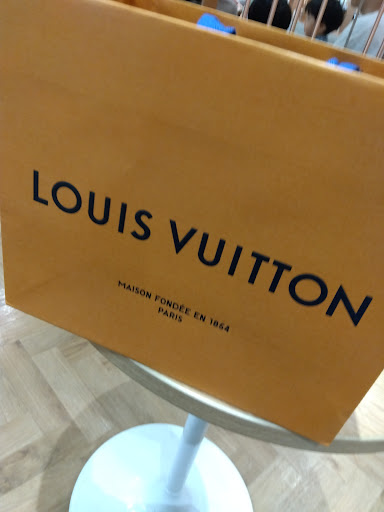 LOUIS VUITTON
MAISON FONDÉE EN 1854
PARIS